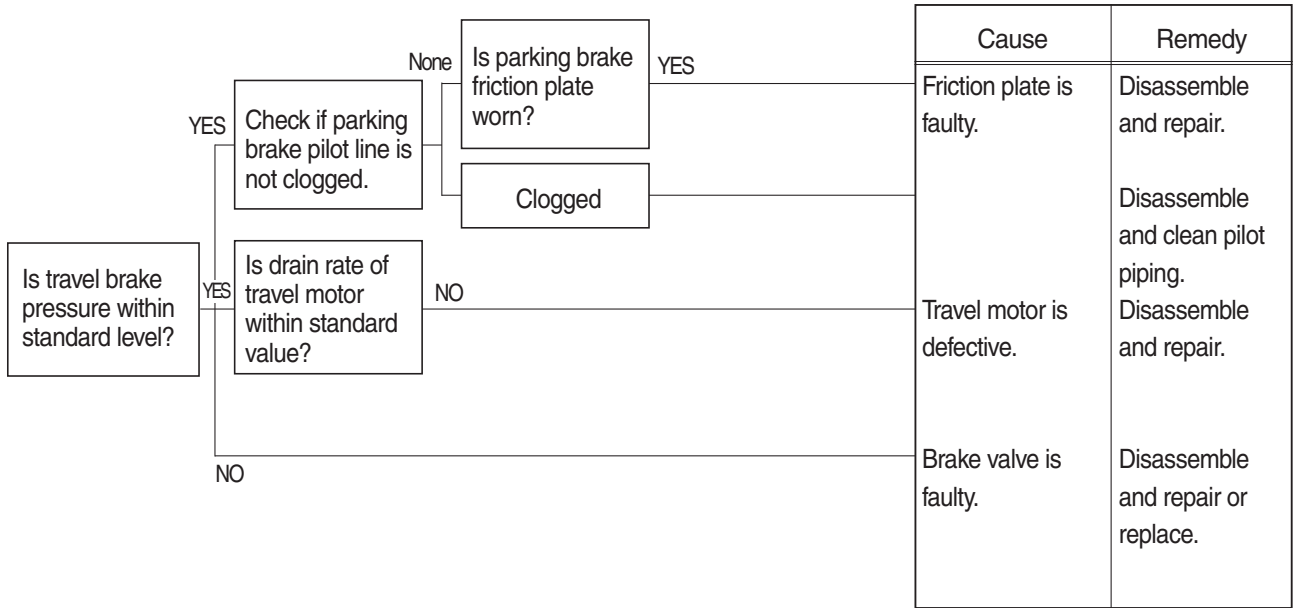 Is travel brake
pressure within
standard level?
YES
Check if parking
brake pilot line is
not clogged.
None
Is parking brake
friction plate
worn?
YES
Clogged
YES
Is drain rate of
travel motor
within standard
value?
NO
NO
Cause
Remedy
Friction plate is
faulty.
Disassemble
and repair.
Disassemble
and clean pilot
piping.
Travel motor is
defective.
Disassemble
and repair.
Brake valve is
faulty.
Disassemble
and repair or
replace.